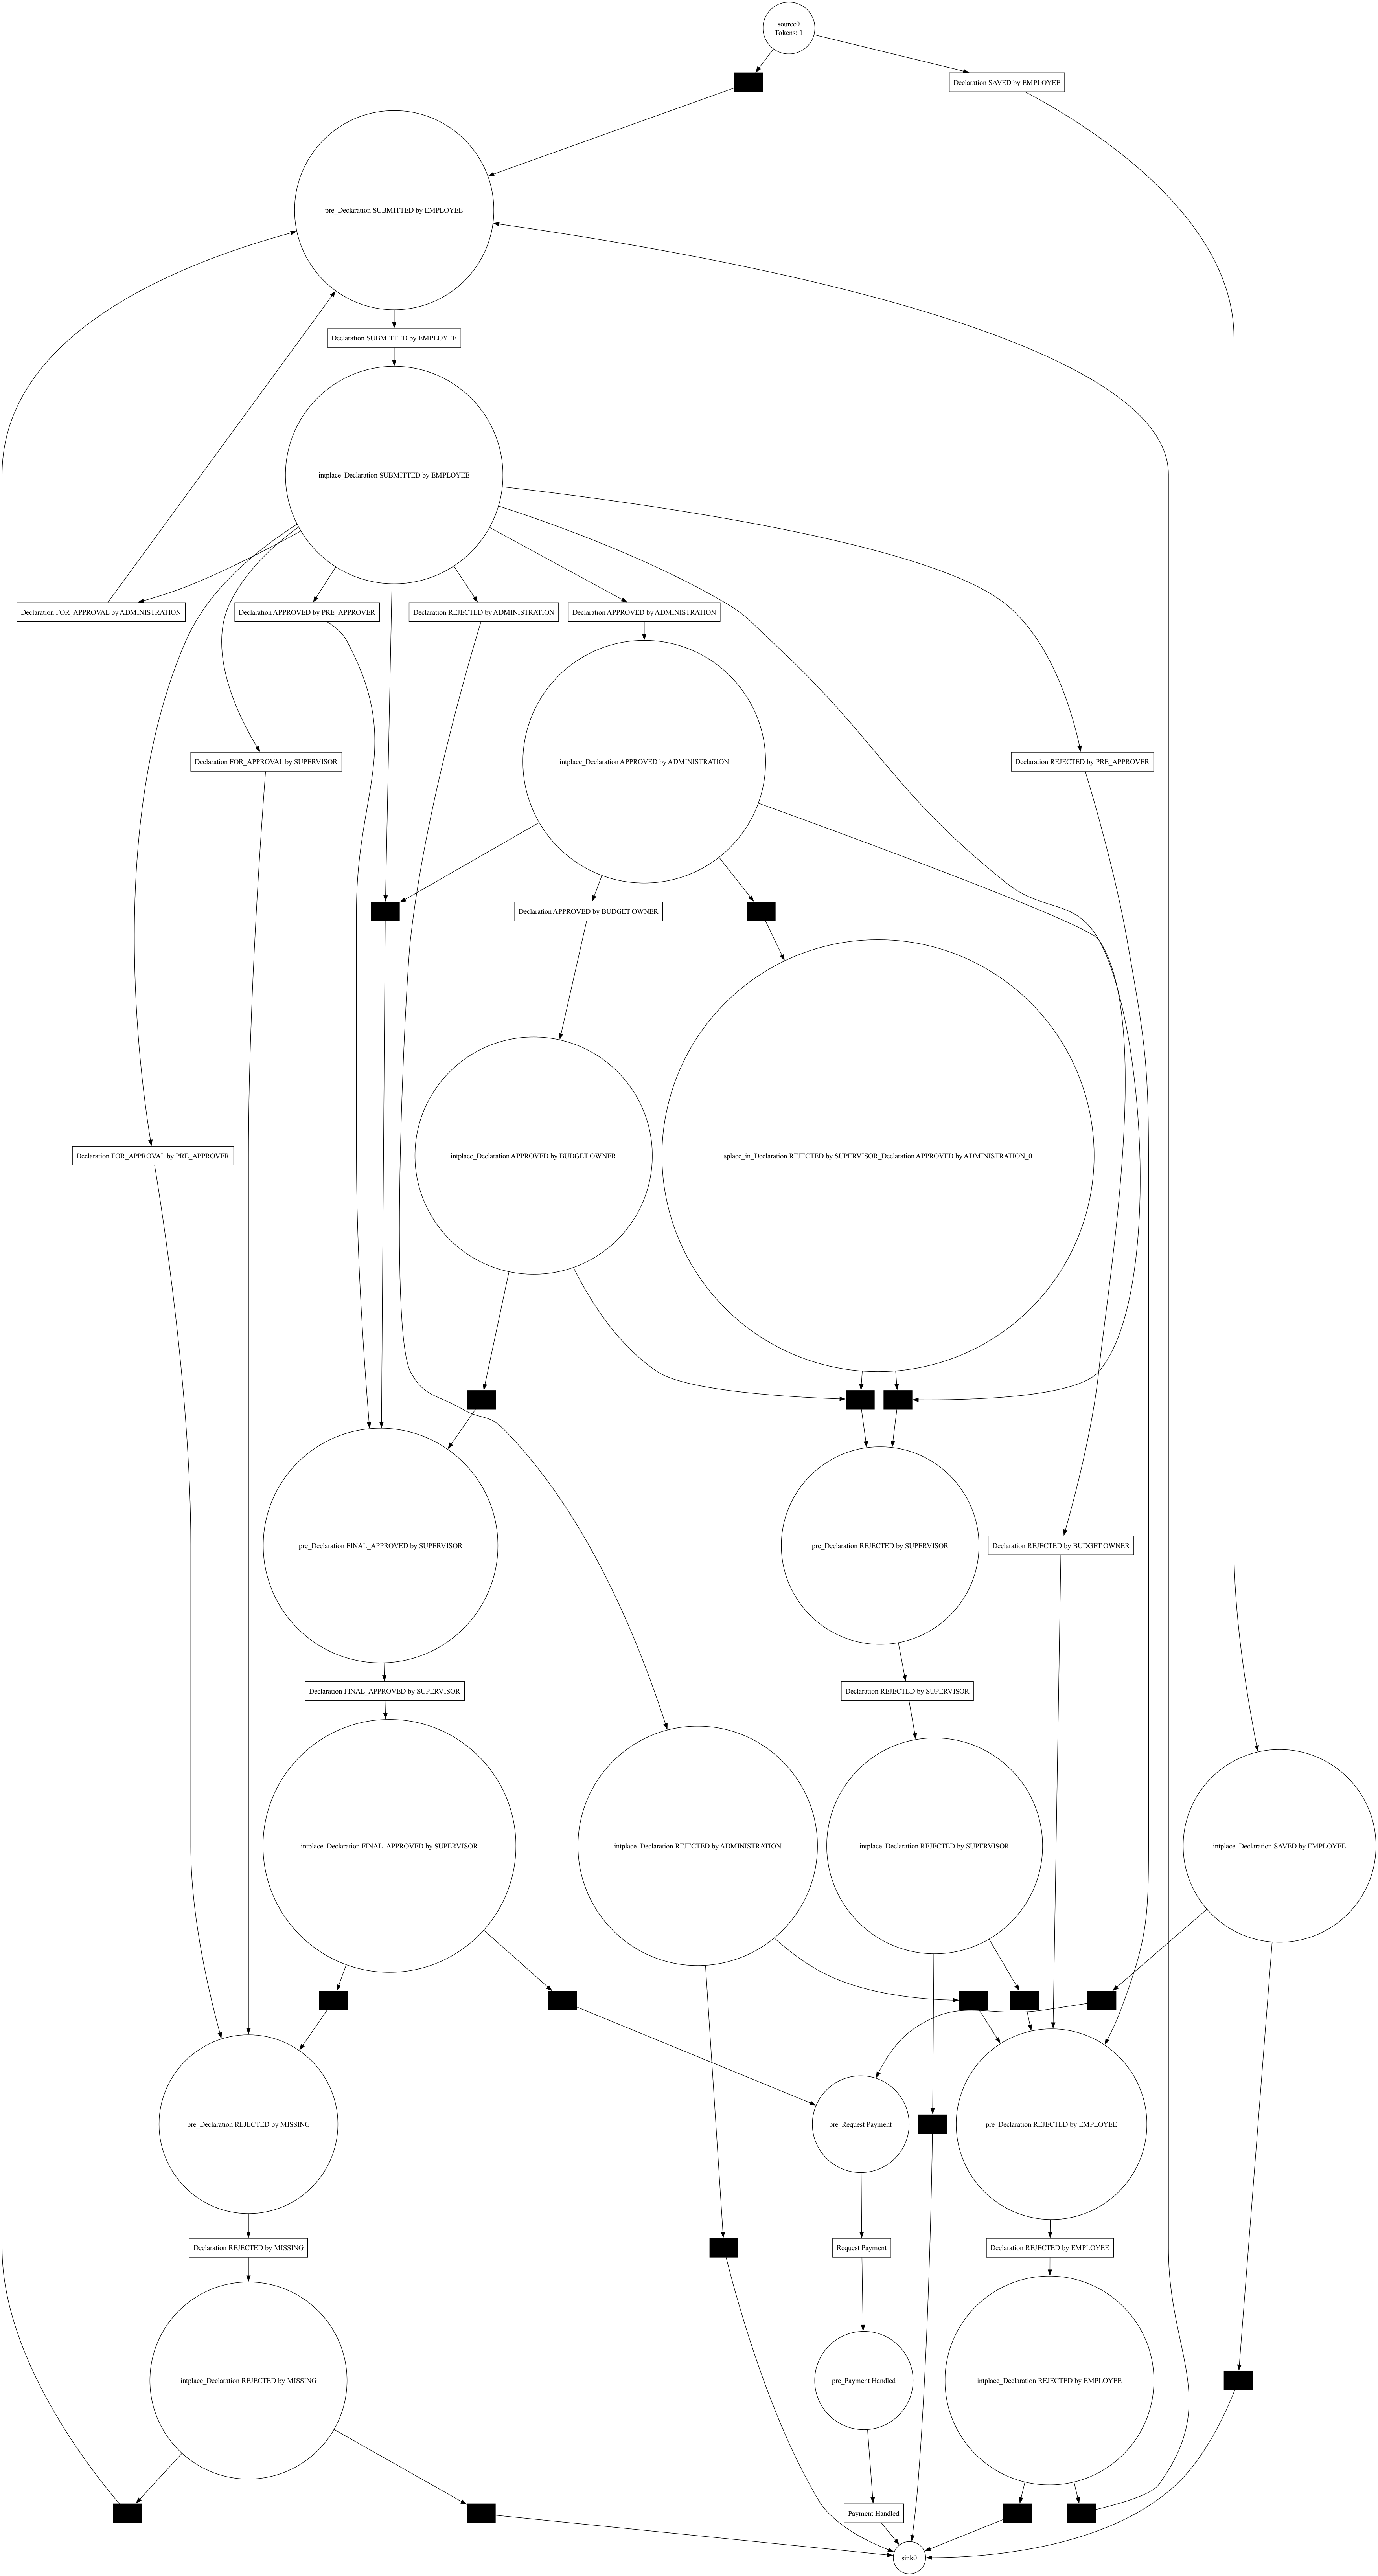 source0
Tokens: 1
Declaration SAVED by EMPLOYEE
pre_Declaration SUBMITTED by EMPLOYEE
Declaration SUBMITTED by EMPLOYEE
intplace_Declaration SUBMITTED by EMPLOYEE
Declaration FOR_APPROVAL by ADMINISTRATION
Declaration APPROVED by PRE_APPROVER
Declaration REJECTED by ADMINISTRATION
Declaration APPROVED by ADMINISTRATION
Declaration FOR_APPROVAL by SUPERVISOR
intplace_Declaration APPROVED by ADMINISTRATION
Declaration REJECTED by PRE_APPROVER
Declaration APPROVED by BUDGET OWNER
Declaration FOR_APPROVAL by PRE_APPROVER
intplace_Declaration APPROVED by BUDGET OWNER
splace_in_Declaration REJECTED by SUPERVISOR_Declaration APPROVED by ADMINISTRATION_0
pre_Declaration FINAL_APPROVED by SUPERVISOR
pre_Declaration REJECTED by SUPERVISOR
Declaration REJECTED by BUDGET OWNER
Declaration FINAL_APPROVED by SUPERVISOR
Declaration REJECTED by SUPERVISOR
intplace_Declaration FINAL_APPROVED by SUPERVISOR
intplace_Declaration REJECTED by ADMINISTRATION
intplace_Declaration REJECTED by SUPERVISOR
intplace_Declaration SAVED by EMPLOYEE
pre_Declaration REJECTED by MISSING
pre_Request Payment
pre_Declaration REJECTED by EMPLOYEE
Declaration REJECTED by MISSING
Request Payment
Declaration REJECTED by EMPLOYEE
intplace_Declaration REJECTED by MISSING
pre_Payment Handled
intplace_Declaration REJECTED by EMPLOYEE
Payment Handled
sink0